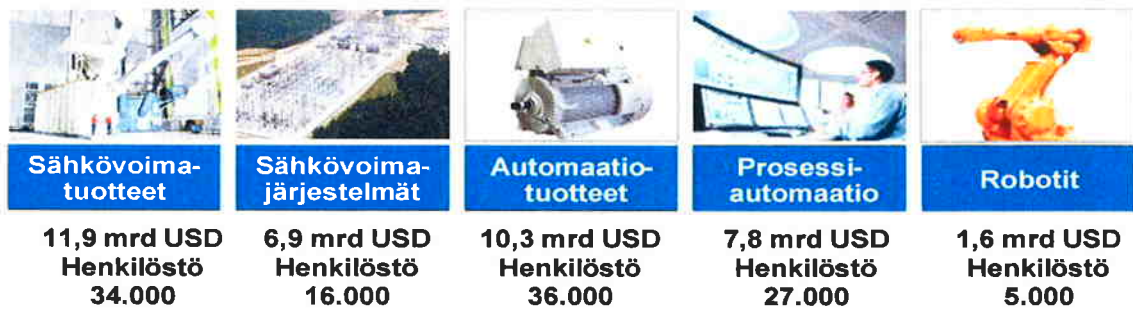 Sähkövoima-
tuotteet
11,9 mrd USD
Henkilöstö
34.000
Sähkövoima-
järjestelmät
6,9 mrd USD
Henkilöstö
16.000
Automaatio-
tuotteet
10,3 mrd USD
Henkilöstö
36.000
Prosessi-
automaatio
7,8 mrd USD
Henkilöstö
27.000
Robotit
1,6 mrd USD
Henkilöstö
5.000